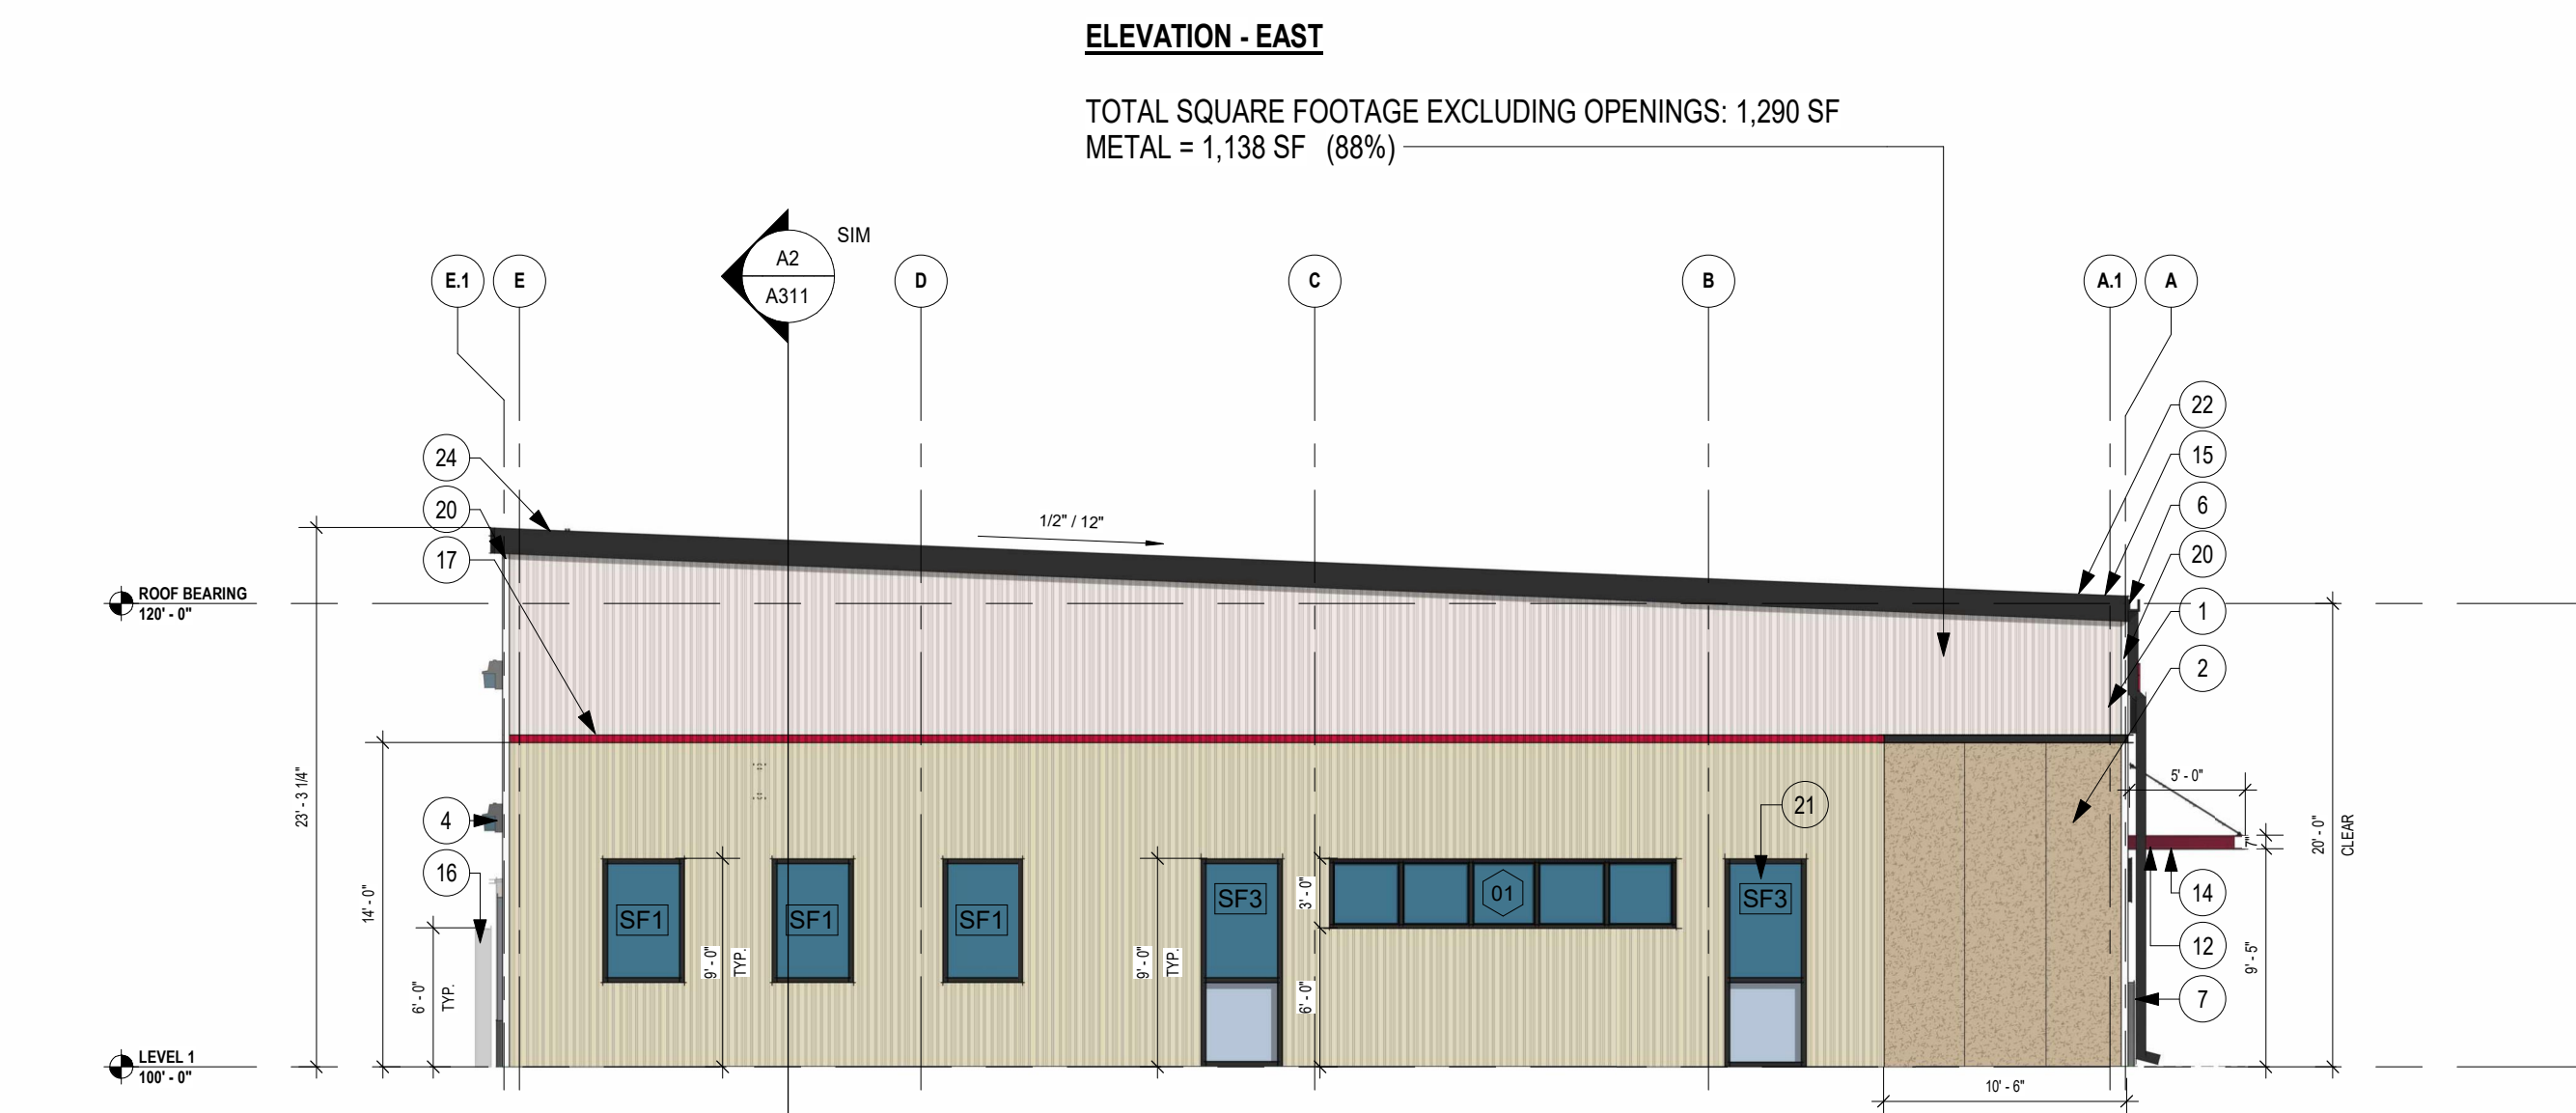 ELEVATION - EAST
TOTAL SQUARE FOOTAGE EXCLUDING OPENINGS: 1,290 SF
METAL = 1,138 SF (88%)
SIM
A2
A311
E.1
E
D
C
B
A.1
A
22
24
15
20
6
1/2" / 12"
17
20
ROOF BEARING
120' - 0"
1
2
23' - 3 1/4"
5' - 0"
21
4
20' - 0"
CLEAR
7"
16
14' - 0"
SF1
SF1
SF1
SF3
3' - 0"
01
SF3
14
12
9' - 0"
TYP.
9' - 0"
TYP.
9' - 5"
6' - 0"
TYP.
6' - 0"
7
LEVEL 1
100' - 0"
10' - 6"